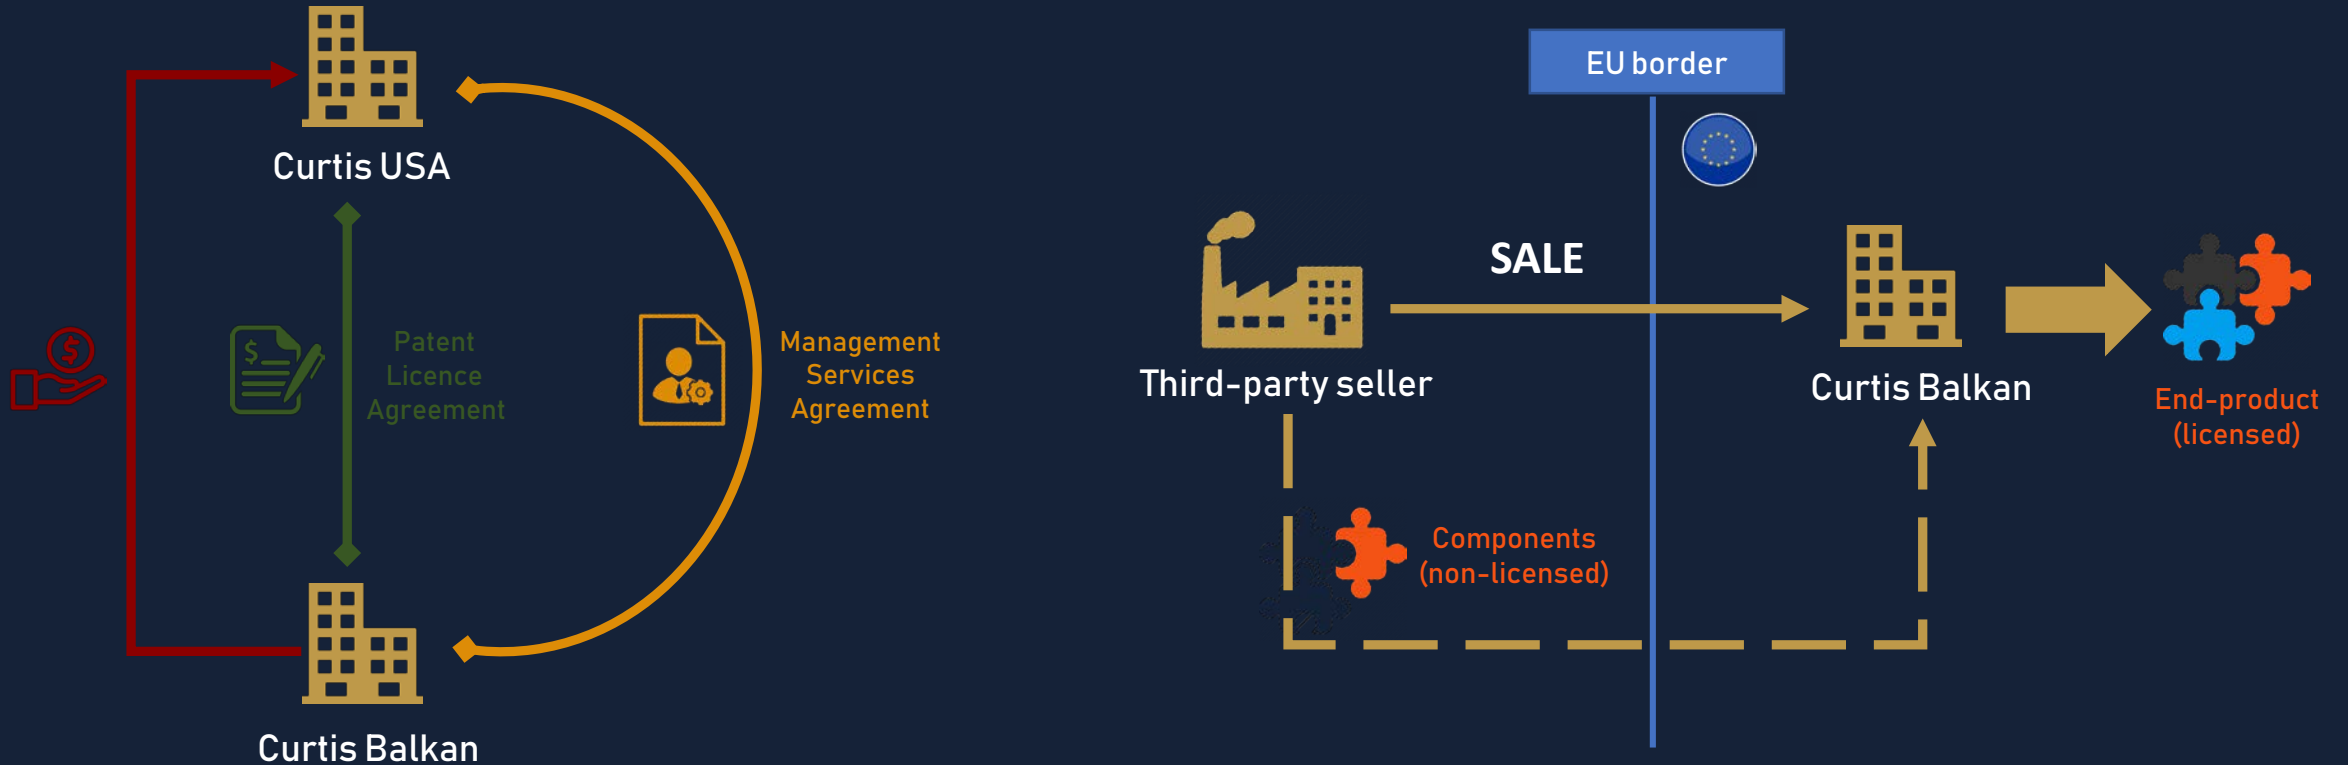 Curtis USA
Patent
Licence
Agreement
Management
Services
Agreement
Curtis Balkan
EU border
SALE
Third-party seller
Curtis Balkan
End-product
(licensed)
Components
(non-licensed)